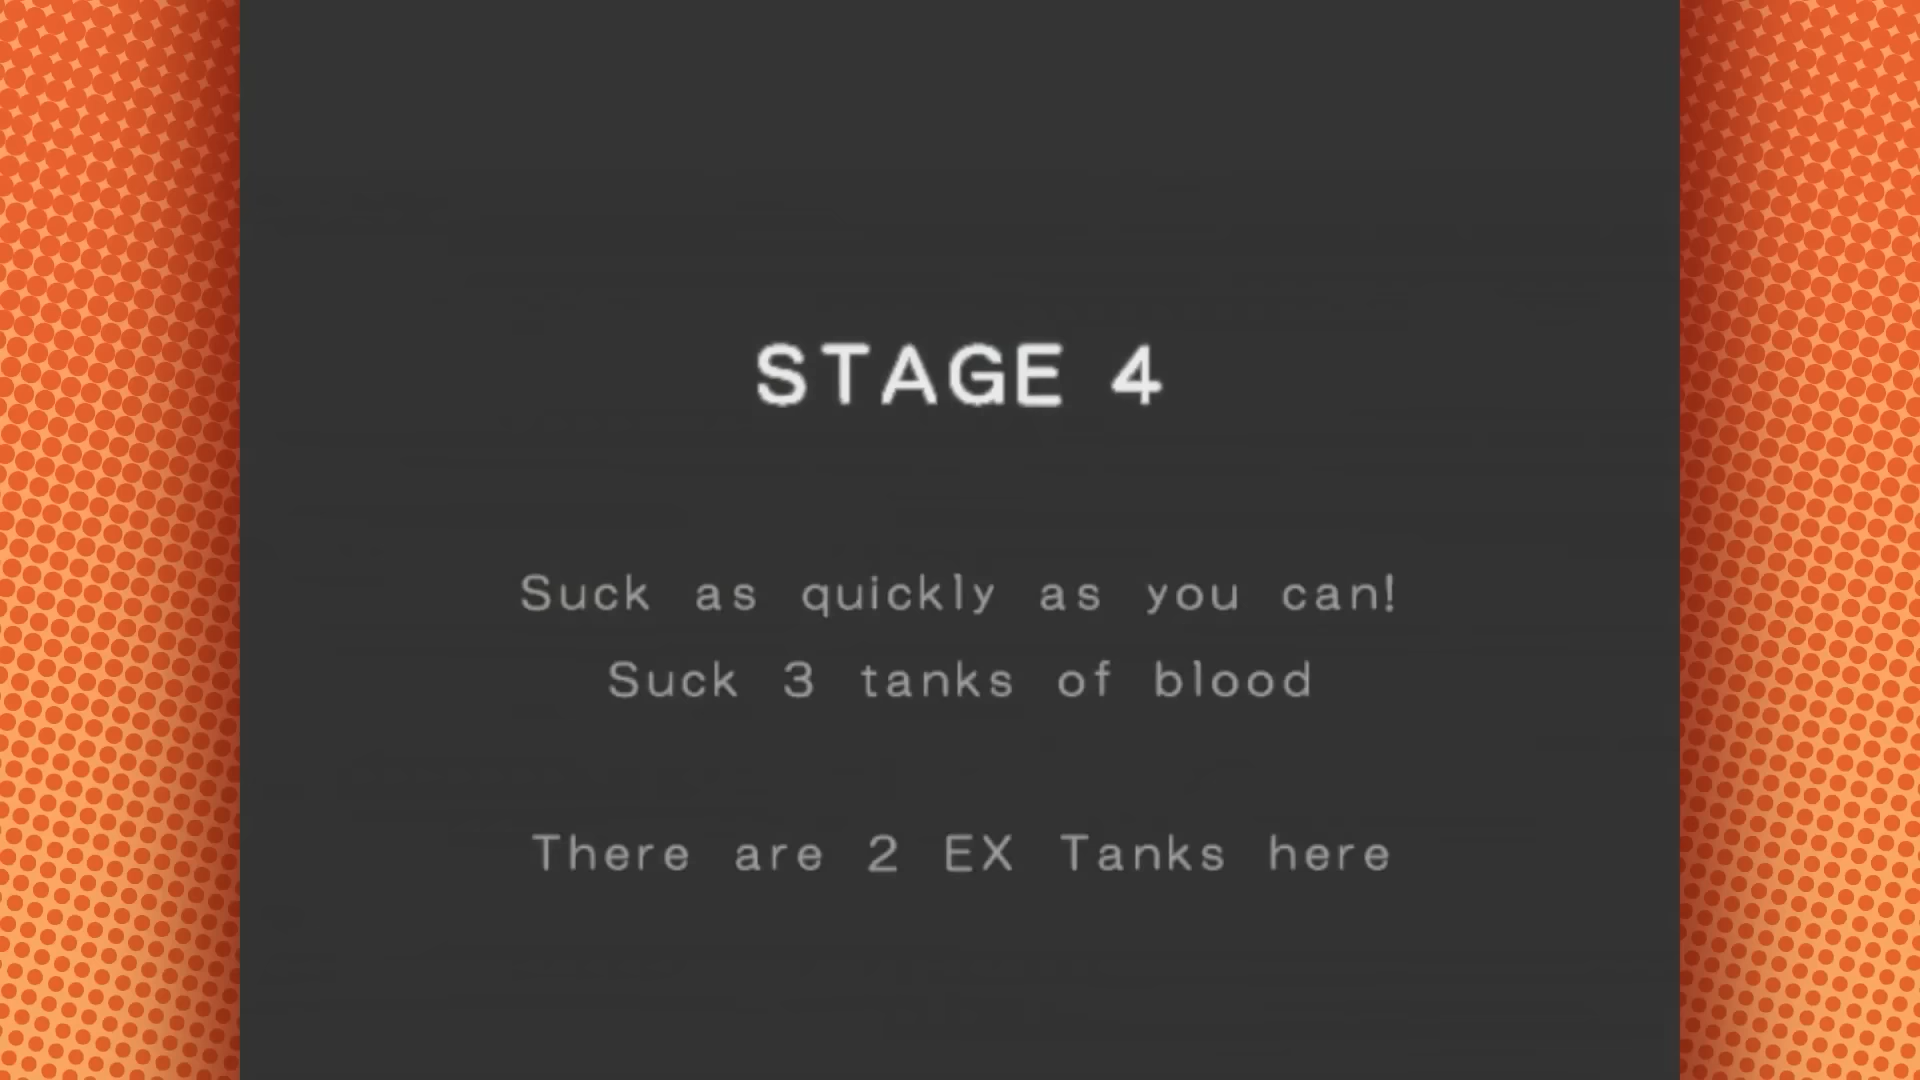 STAGE 4
Suck as quickly as you can!
Suck 3 tanks of blood
There are 2 EX Tanks here